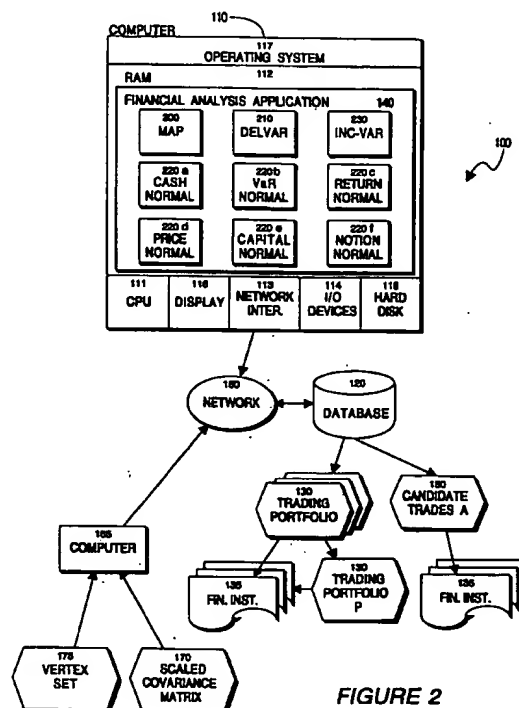 110
COMPUTER
117
OPERATING SYSTEM
RAM
112
FINANCIAL ANALYSIS APPLICATION
140
200
MAP
210
DELVAR
230
INC-VAR
100
220 a
CASH
NORMAL
220 b
VaR
NORMAL
220 c
RETURN
NORMAL
220 d
PRICE
NORMAL
220 e
CAPITAL
NORMAL
220 f
NOTION
NORMAL
111
CPU
116
DISPLAY
113
NETWORK
INTER.
114
I/O
DEVICES
118
HARD
DISK
NETWORK
120
DATABASE
130
TRADING
PORTFOLIO
CANDIDATE
TRADES A
COMPUTER
135
FIN. INST.
130
TRADING
PORTFOLIO
P
135
FIN. INST.
175
VERTEX
SET
170
SCALED
COVARIANCE
MATRIX
FIGURE 2